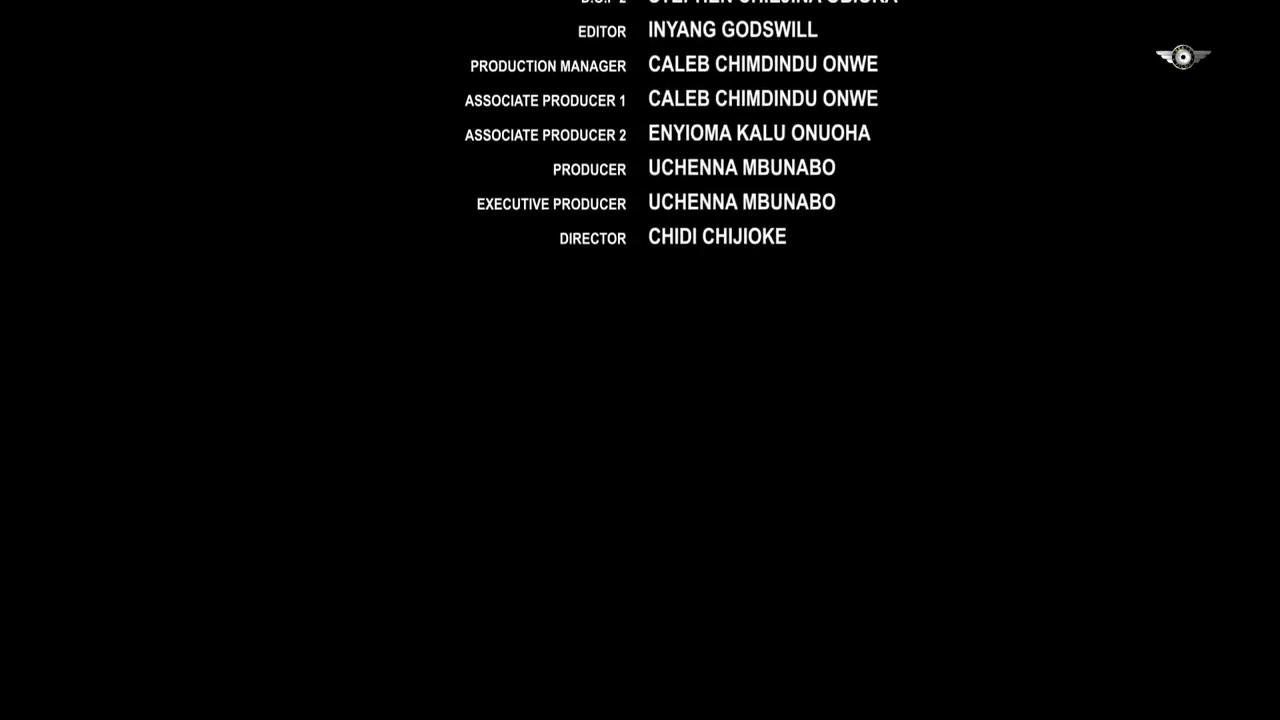 EDITOR INYANG GODSWILL
PRODUCTION MANAGER CALEB CHIMDINDU ONWE
ASSOCIATE PRODUCER 1 CALEB CHIMDINDU ONWE
ASSOCIATE PRODUCER 2 ENYIOMA KALU ONUOHA
PRODUCER UCHENNA MBUNABO
EXECUTIVE PRODUCER UCHENNA MBUNABO
DIRECTOR CHIDI CHIJIOKE